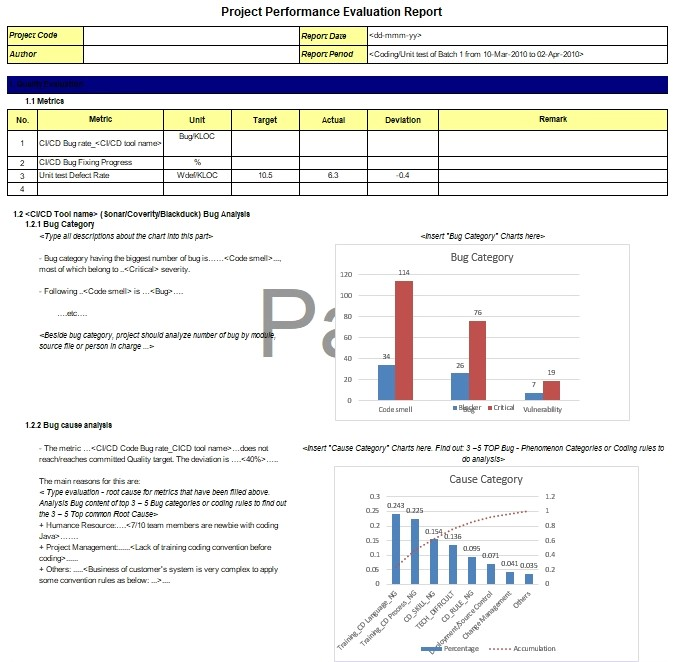 Project Performance Evaluation Report
Project Code
Report Date <dd-mmm-yy>
Author
Report Period <Coding/Unit test of Batch 1 from 10-Mar-2010 to 02-Apr-2010>
1.1 Metrics
No. Metric Unit Target Actual Deviation Remark
1 CI/CD Bug rate_<CI/CD tool name> Bug/KLOC
2 CI/CD Bug Fixing Progress %
3 Unit test Defect Rate Wdef/KLOC 10.5 6.3 -0.4
4
1.2 <CI/CD Tool name> (Sonar/Coverity/Blackduck) Bug Analysis
1.2.1 Bug Category
<Type all descriptions about the chart into this part>
- Bug category having the biggest number of bug is……<Code smell>…,
most of which belong to ..<Critical> severity.
- Following ..<Code smell> is …<Bug>….
….etc….
<Beside bug category, project should analyze number of bug by module,
source file or person in charge …>
<Insert "Bug Category" Charts here>
Bug Category
120
100
80
60
40
20
0
34
114
26
76
7
19
Code smell
Bug
Vulnerability
Blocker
Critical
Pa
1.2.2 Bug cause analysis
- The metric …<CI/CD Code Bug rate_CICD tool name>…does not
reach/reaches committed Quality target. The deviation is ….<40%>…..
The main reasons for this are:
< Type evaluation - root cause for metrics that have been filled above.
Analysis Bug content of top 3 – 5 Bug categories or coding rules to find out
the 3 – 5 Top common Root Cause>
+ Humance Resource:….<7/10 team members are newbie with coding
Java>…….
+ Project Management:…...<Lack of training coding convention before
coding>…...
+ Others: …..<Business of customer's system is very complex to apply
some convention rules as below: …>….
<Insert "Cause Category" Charts here. Find out: 3 –5 TOP Bug - Phenomenon Categories or Coding rules to
do analysis>
Cause Category
0.3
0.25
0.2
0.15
0.1
0.05
0
1.2
1
0.8
0.6
0.4
0.2
0
0.243
0.225
0.154
0.136
0.095
0.071
0.041
0.035
Training_CD Language_NG
Training_CD Process_NG
CD_SKILL_NG
TECH_DIFFICULT
CD_RULE_NG
Deployment/Source Control
Change Management
Others
Percentage
Accumulation